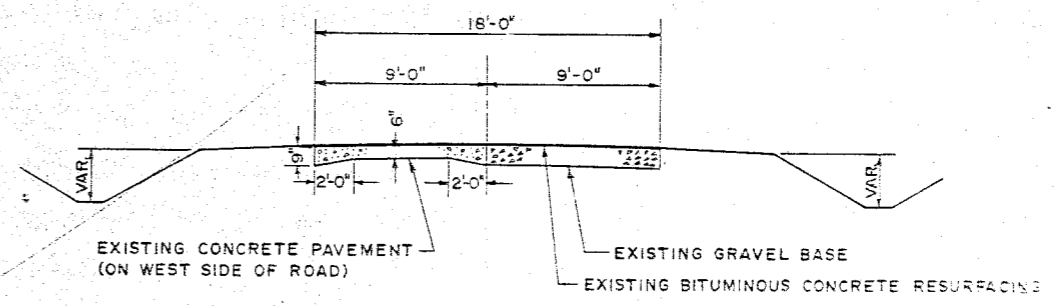 18'-0"
9'-0"
9'-0"
6"
9"
VAR.
VAR.
2'-0"
2'-0"
EXISTING CONCRETE PAVEMENT
(ON WEST SIDE OF ROAD)
EXISTING GRAVEL BASE
EXISTING BITUMINOUS CONCRETE RESURFACING